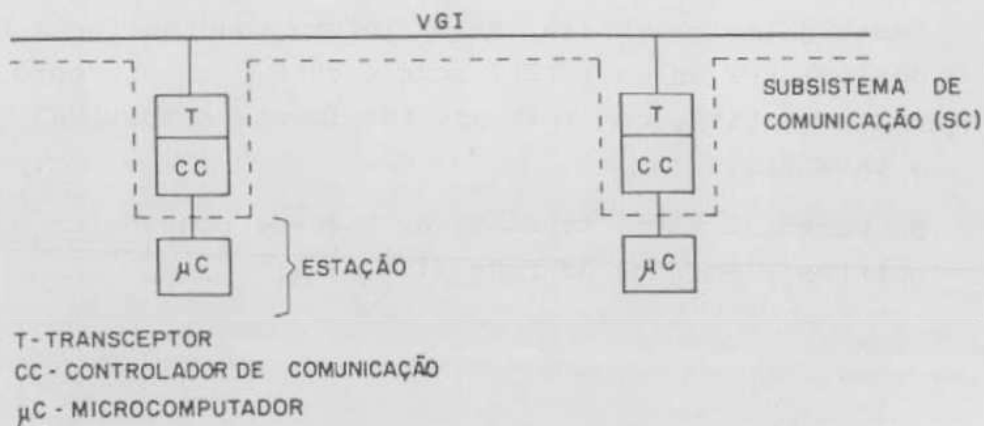 VGI
T
CC
μC
ESTAÇÃO
T
CC
μC
SUBSISTEMA DE
COMUNICAÇÃO (SC)
T-TRANSCEPTOR
CC - CONTROLADOR DE COMUNICAÇÃO
μC - MICROCOMPUTADOR